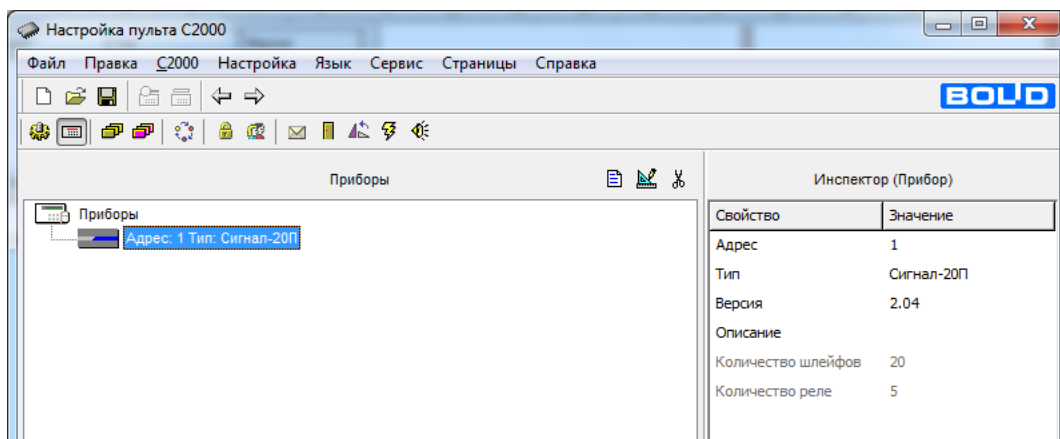 Настройка пульта С2000
Файл Правка С2000 Настройка Язык Сервис Страницы Справка
BOLID
Приборы
Инспектор (Прибор)
Приборы
Адрес: 1 Тип: Сигнал-20П
Свойство Значение
Адрес 1
Тип Сигнал-20П
Версия 2.04
Описание
Количество шлейфов 20
Количество реле 5